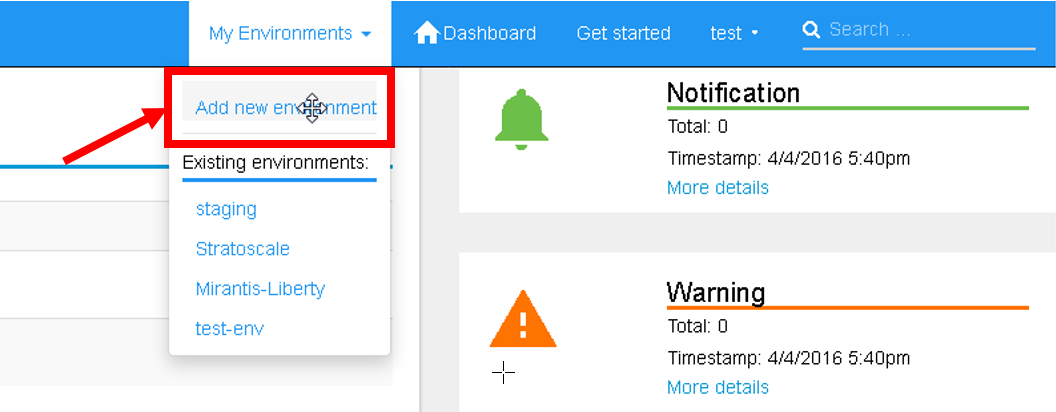 My Environments Dashboard Get started test Search ...
Add new environment
Existing environments:
staging
Stratoscale
Mirantis-Liberty
test-env
Notification
Total: 0
Timestamp: 4/4/2016 5:40pm
More details
Warning
Total: 0
Timestamp: 4/4/2016 5:40pm
More details